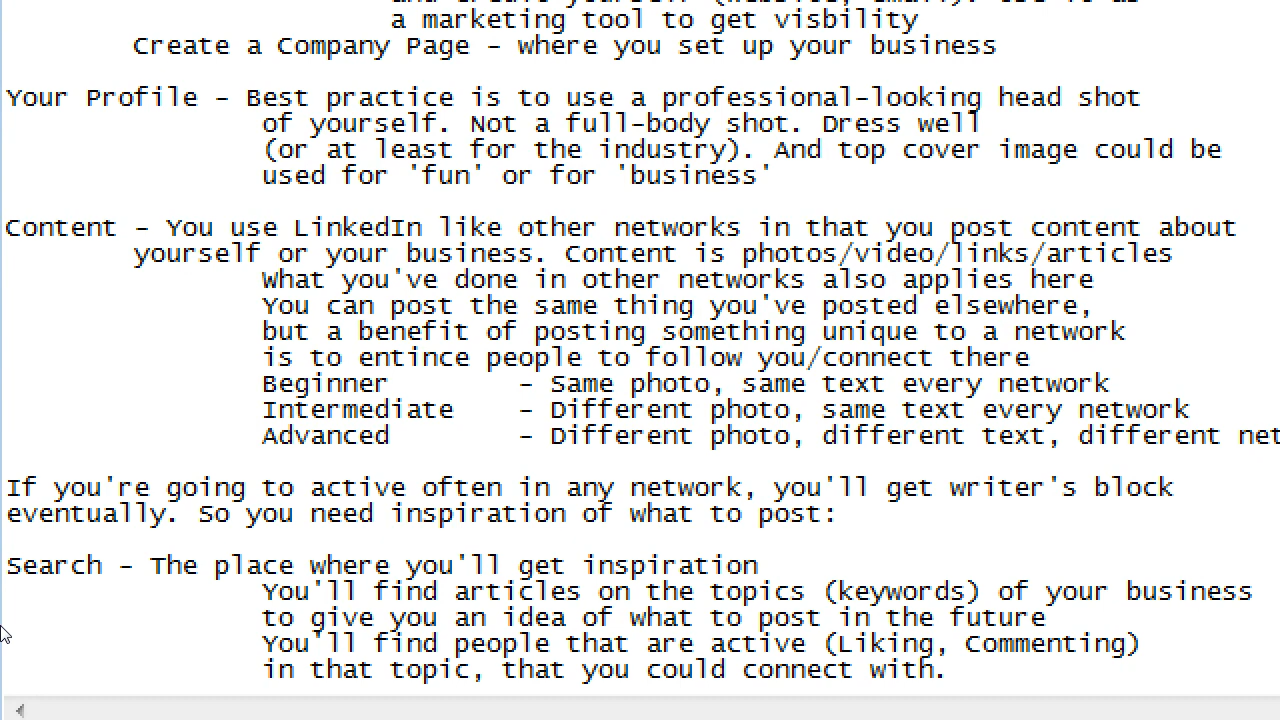 a marketing tool to get visbility
Create a Company Page - where you set up your business
Your Profile - Best practice is to use a professional-looking head shot
of yourself. Not a full-body shot. Dress well
(or at least for the industry). And top cover image could be
used for 'fun' or for 'business'
Content - You use LinkedIn like other networks in that you post content about
yourself or your business. Content is photos/video/links/articles
What you've done in other networks also applies here
You can post the same thing you've posted elsewhere,
but a benefit of posting something unique to a network
is to entince people to follow you/connect there
Beginner - Same photo, same text every network
Intermediate - Different photo, same text every network
Advanced - Different photo, different text, different net
If you're going to active often in any network, you'll get writer's block
eventually. So you need inspiration of what to post:
Search - The place where you'll get inspiration
You'll find articles on the topics (keywords) of your business
to give you an idea of what to post in the future
You'll find people that are active (Liking, Commenting)
in that topic, that you could connect with.